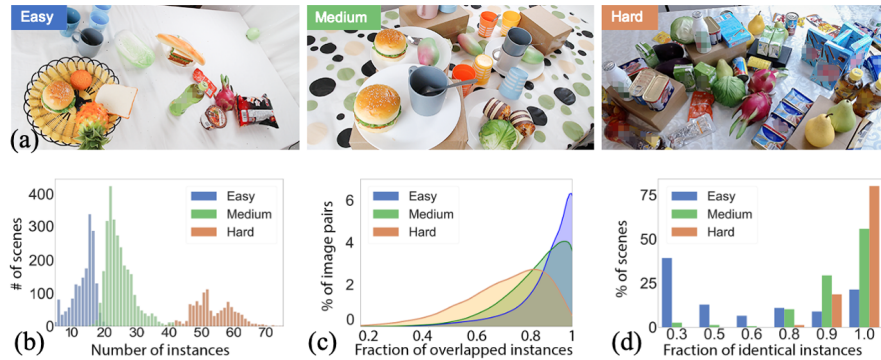 Easy
Medium
Hard
(a)
# of scenes
400
300
200
100
0
Easy
Medium
Hard
10
20
30
40
50
60
70
(b)
Number of instances
% of image pairs
6
4
2
0
Easy
Medium
Hard
0.2
0.4
0.6
0.8
1
(c)
Fraction of overlapped instances
% of scenes
75
50
25
0
Easy
Medium
Hard
0.3
0.5
0.6
0.8
0.9
1.0
(d)
Fraction of identical instances